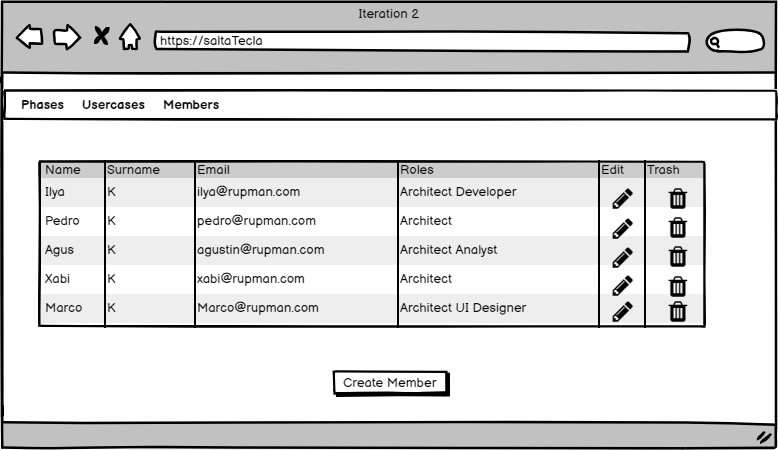 Iteration 2
https://saltaTecla
Phases Usercases Members
Name Surname Email Roles Edit Trash
Ilya K ilya@rupman.com Architect Developer
Pedro K pedro@rupman.com Architect
Agus K agustin@rupman.com Architect Analyst
Xabi K xabi@rupman.com Architect
Marco K Marco@rupman.com Architect UI Designer
Create Member